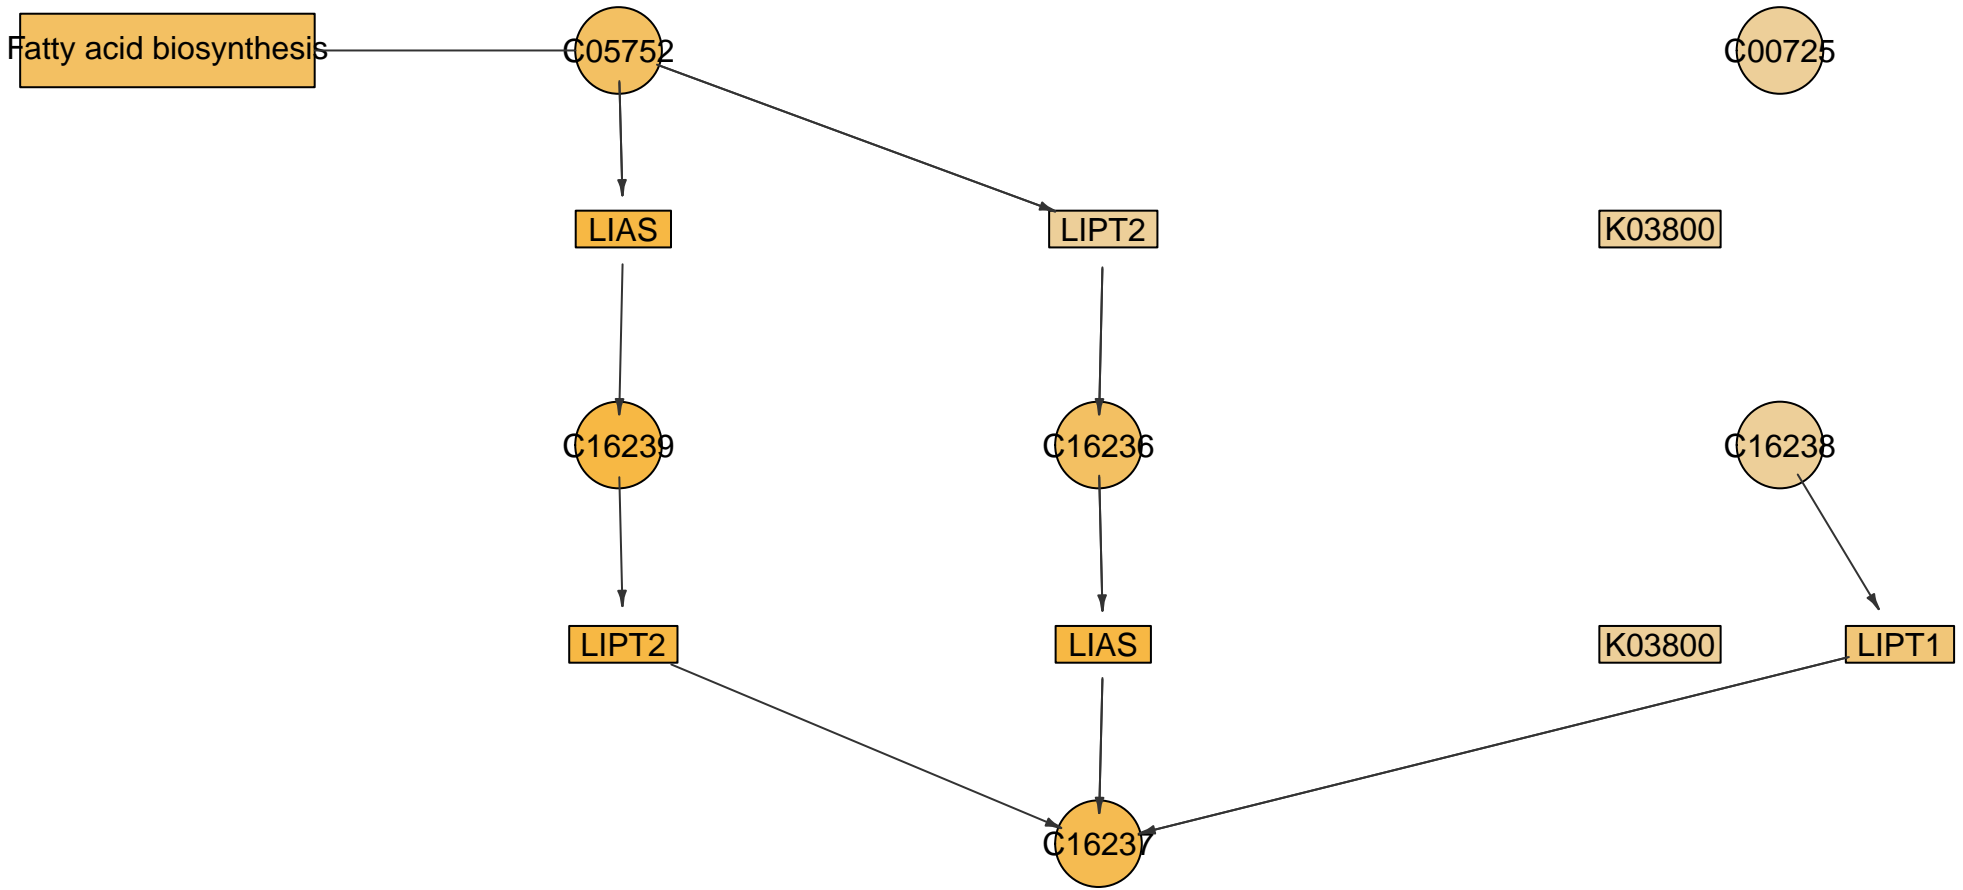 Fatty acid biosynthesis
C05752
C00725
LIAS
LIPT2
K03800
C16239
C16236
C16238
LIPT2
LIAS
K03800
LIPT1
C16237